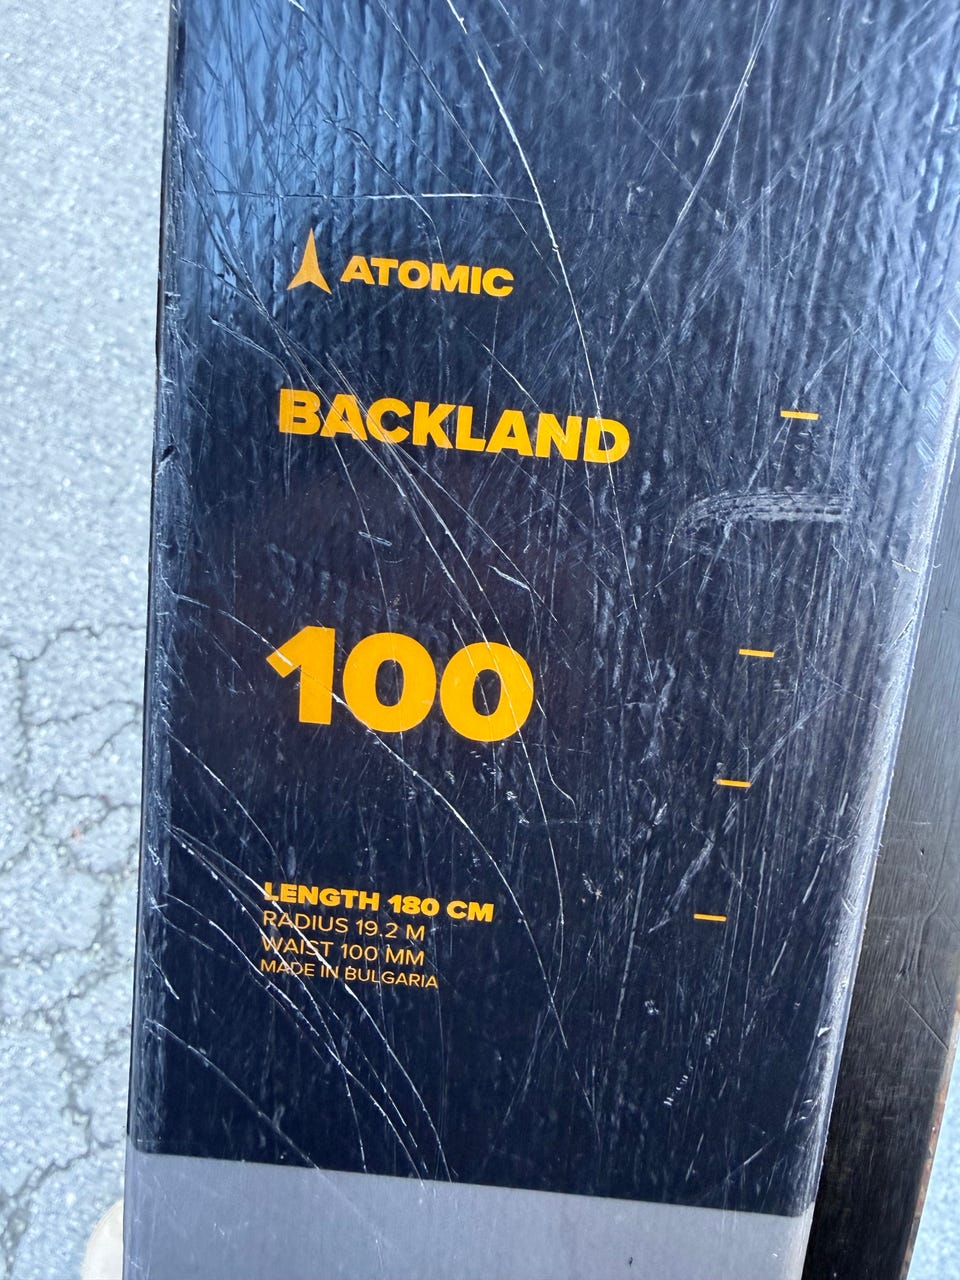 ATOMIC
BACKLAND
100
LENGTH 180 CM
RADIUS 19.2 M
WAIST 100 MM
MADE IN BULGARIA